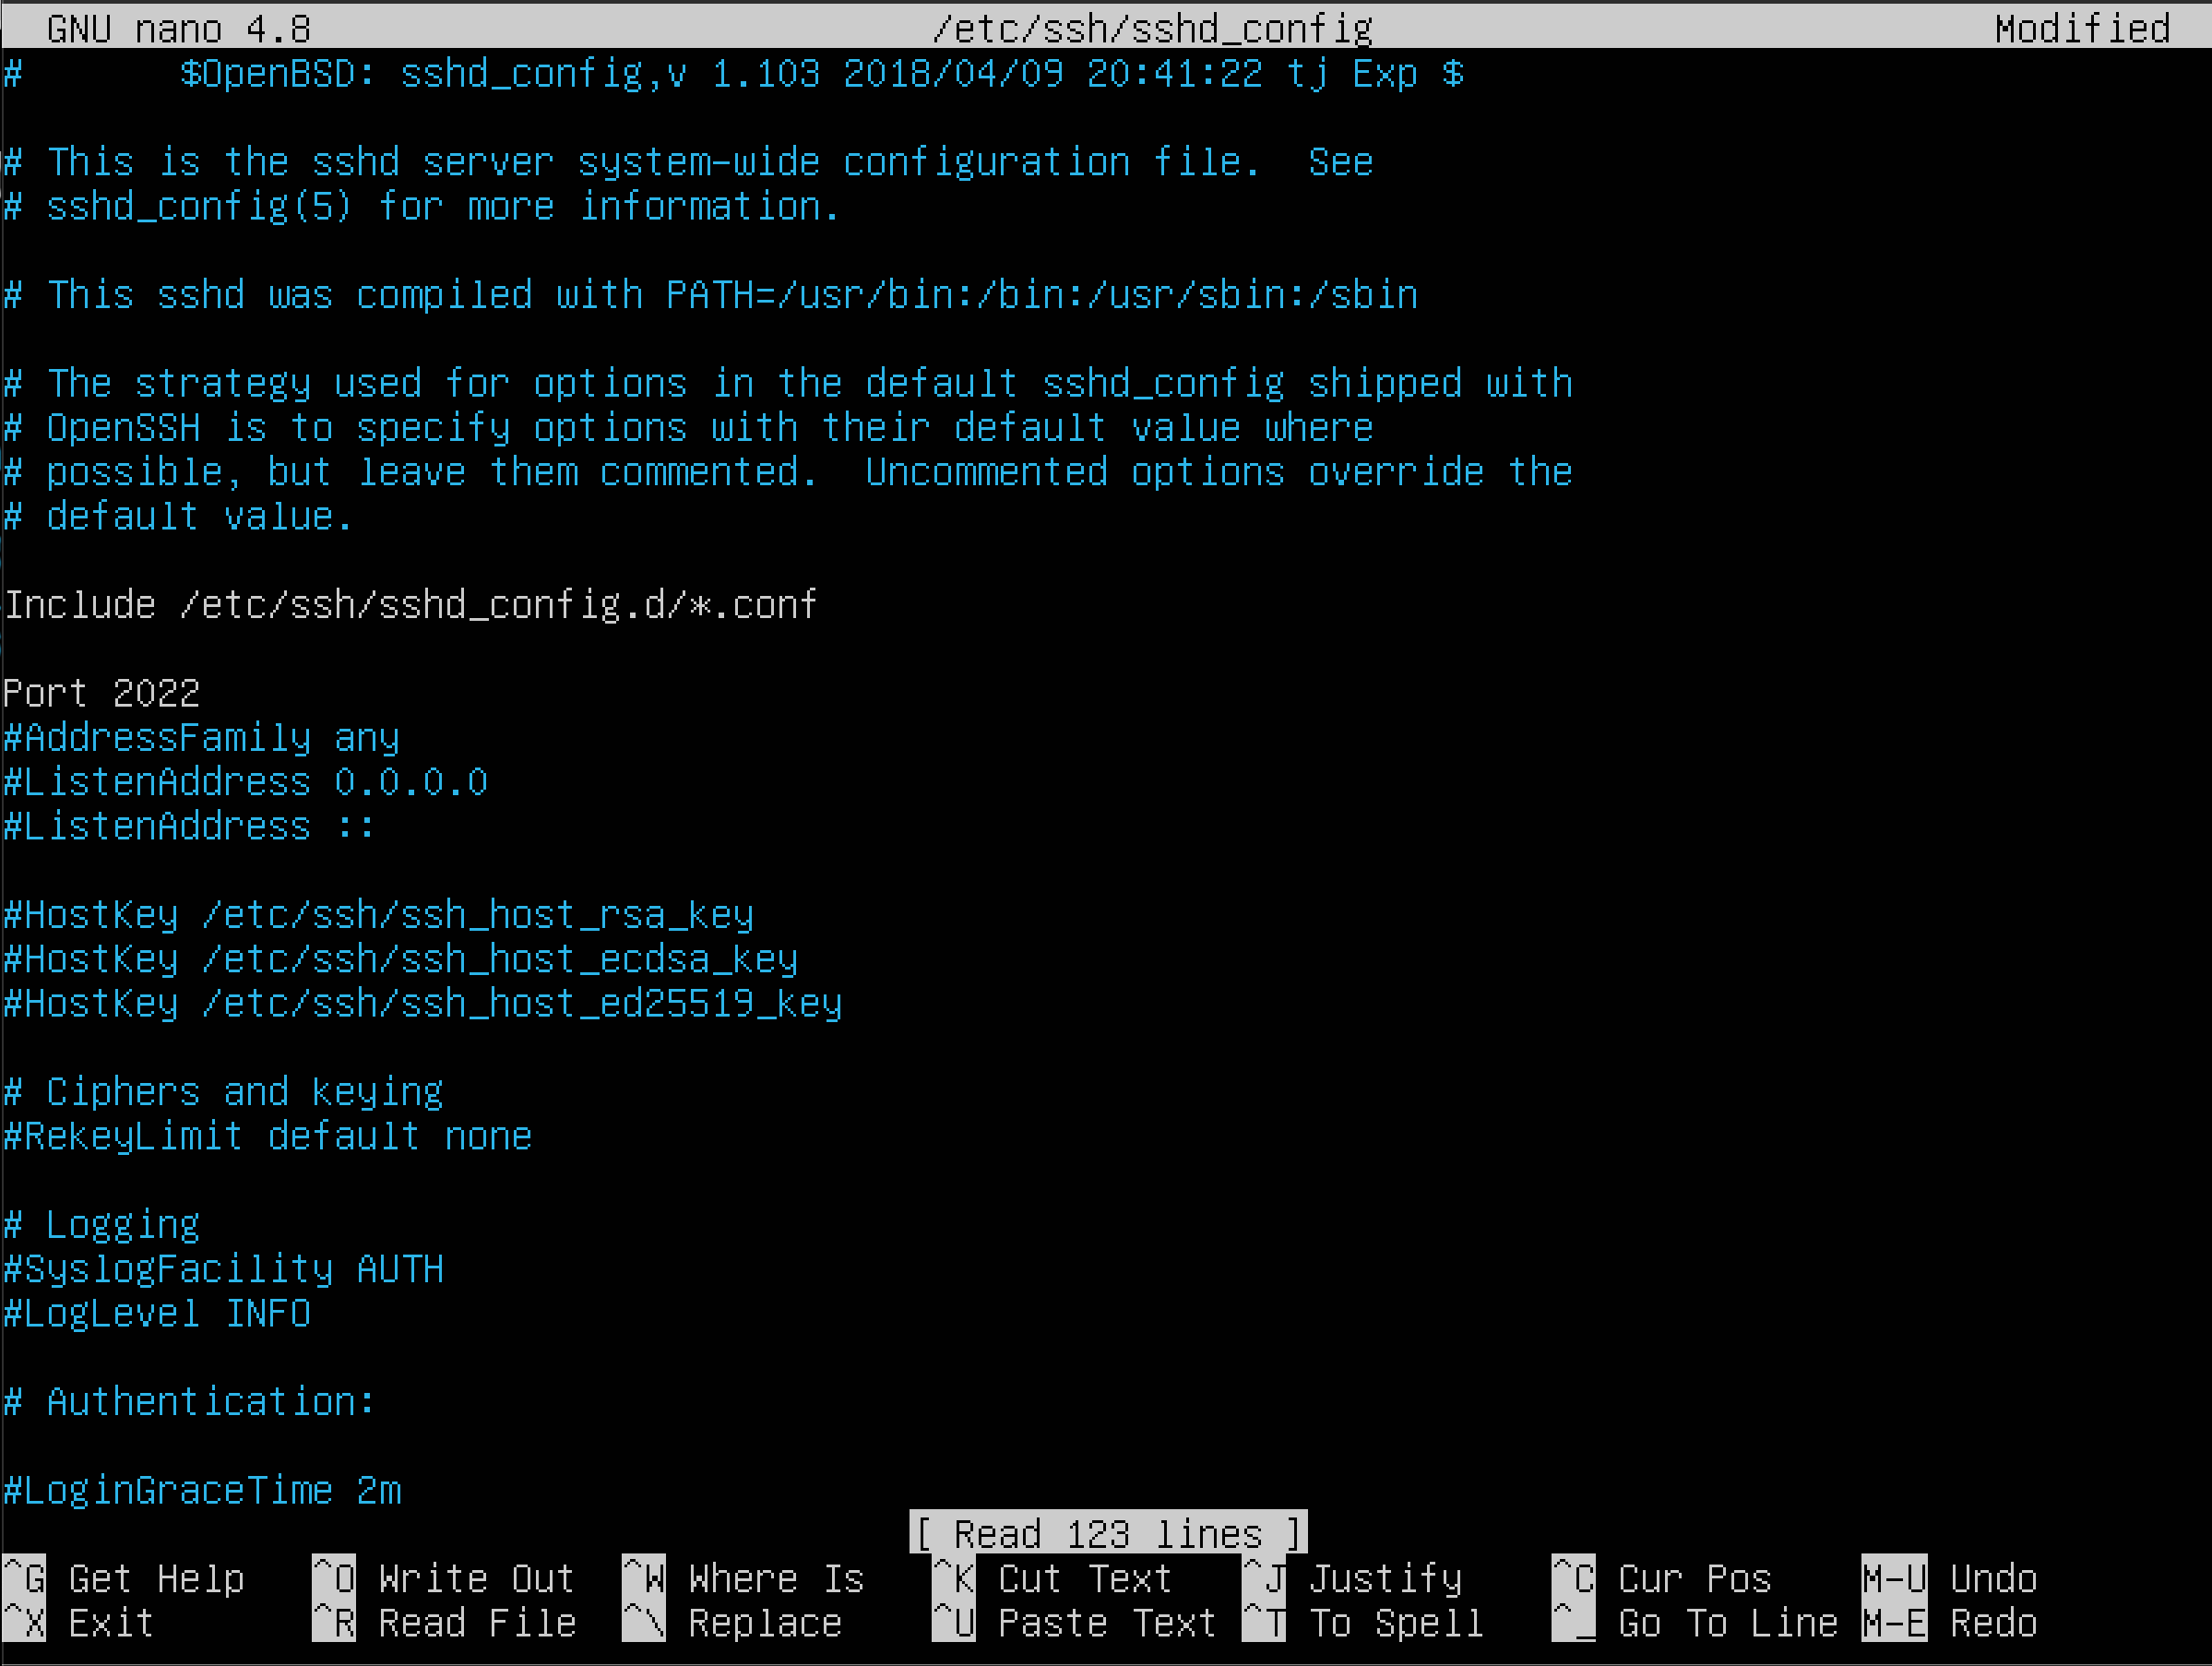 GNU nano 4.8 /etc/ssh/sshd_config Modified
# $OpenBSD: sshd_config,v 1.103 2018/04/09 20:41:22 tj Exp $
# This is the sshd server system-wide configuration file.  See
# sshd_config(5) for more information.
# This sshd was compiled with PATH=/usr/bin:/bin:/usr/sbin:/sbin
# The strategy used for options in the default sshd_config shipped with
# OpenSSH is to specify options with their default value where
# possible, but leave them commented.  Uncommented options override the
# default value.
Include /etc/ssh/sshd_config.d/*.conf
Port 2022
#AddressFamily any
#ListenAddress 0.0.0.0
#ListenAddress ::
#HostKey /etc/ssh/ssh_host_rsa_key
#HostKey /etc/ssh/ssh_host_ecdsa_key
#HostKey /etc/ssh/ssh_host_ed25519_key
# Ciphers and keying
#RekeyLimit default none
# Logging
#SyslogFacility AUTH
#LogLevel INFO
# Authentication:
#LoginGraceTime 2m
[ Read 123 lines ]
^G Get Help ^O Write Out ^W Where Is ^K Cut Text ^J Justify ^C Cur Pos M-U Undo
^X Exit ^R Read File ^\ Replace ^U Paste Text ^T To Spell ^_ Go To Line M-E Redo